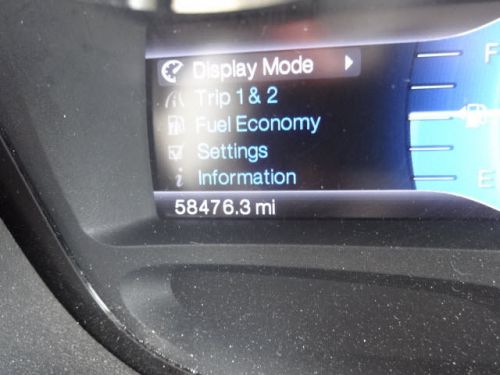 Display Mode
Trip 1 & 2
Fuel Economy
Settings
Information
58476.3 mi
F
E